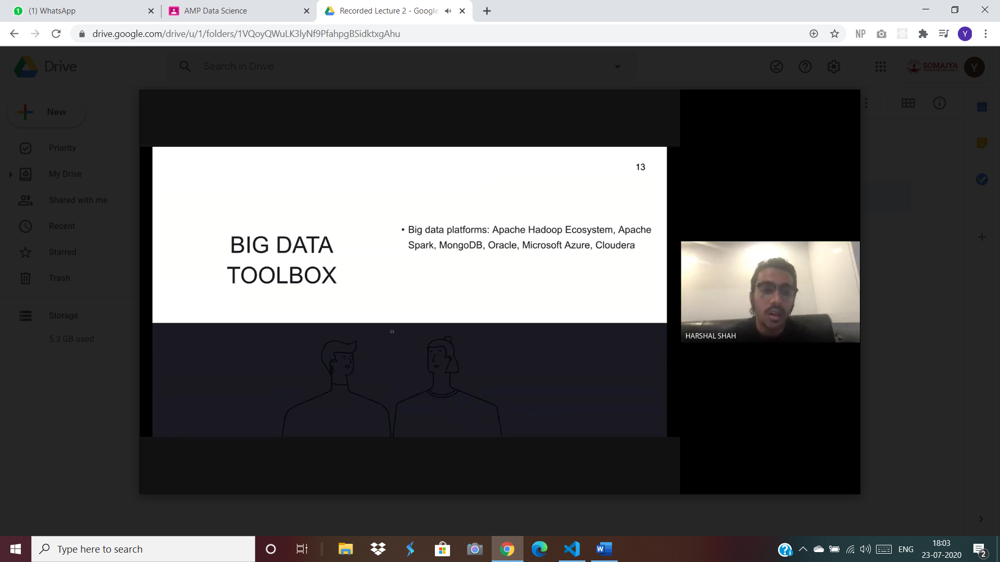 (1) WhatsApp
AMP Data Science
Recorded Lecture 2 - Google
drive.google.com/drive/u/1/folders/1VQoyQWuLK3lyNf9PfahpgBSidktxgAhu
NP
Y
Drive
Search in Drive
SOMAIYA
Y
New
Priority
My Drive
Shared with me
Recent
Starred
Trash
Storage
5.3 GB used
13
BIG DATA
TOOLBOX
• Big data platforms: Apache Hadoop Ecosystem, Apache
Spark, MongoDB, Oracle, Microsoft Azure, Cloudera
13
HARSHAL SHAH
Type here to search
ENG
18:03
23-07-2020
2